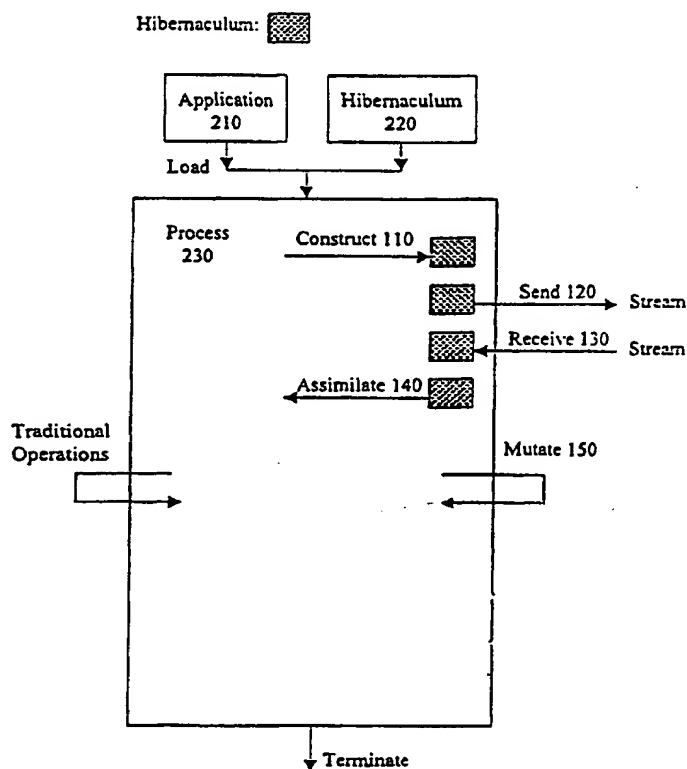 Hibernaculum:
Application
210
Hibernaculum
220
Load
Process
230
Construct 110
Send 120
Stream
Receive 130
Stream
Assimilate 140
Traditional
Operations
Mutate 150
Terminate